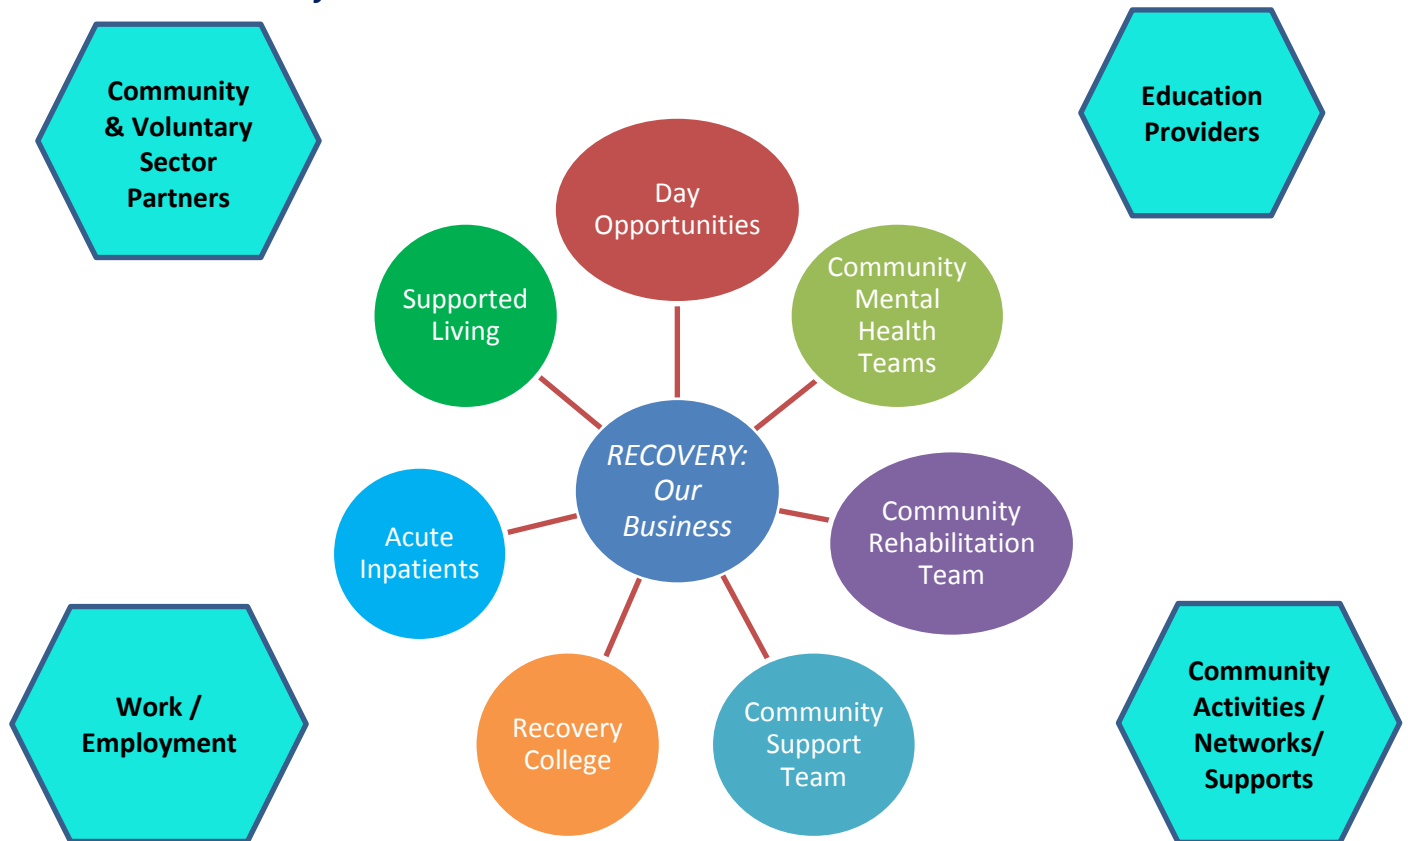 Community
& Voluntary
Sector
Partners
Education
Providers
Day
Opportunities
Supported
Living
Community
Mental
Health
Teams
RECOVERY:
Our
Business
Acute
Inpatients
Community
Rehabilitation
Team
Recovery
College
Community
Support
Team
Work /
Employment
Community
Activities /
Networks/
Supports